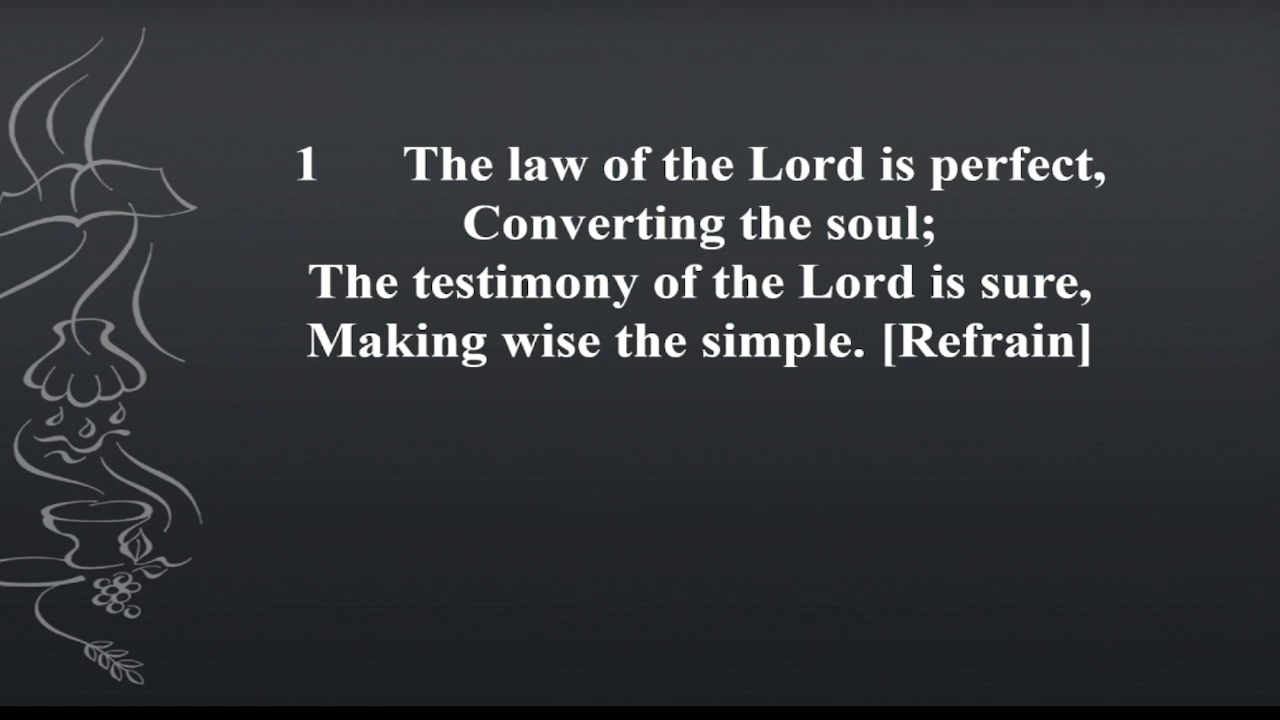 1 The law of the Lord is perfect,
Converting the soul;
The testimony of the Lord is sure,
Making wise the simple. [Refrain]